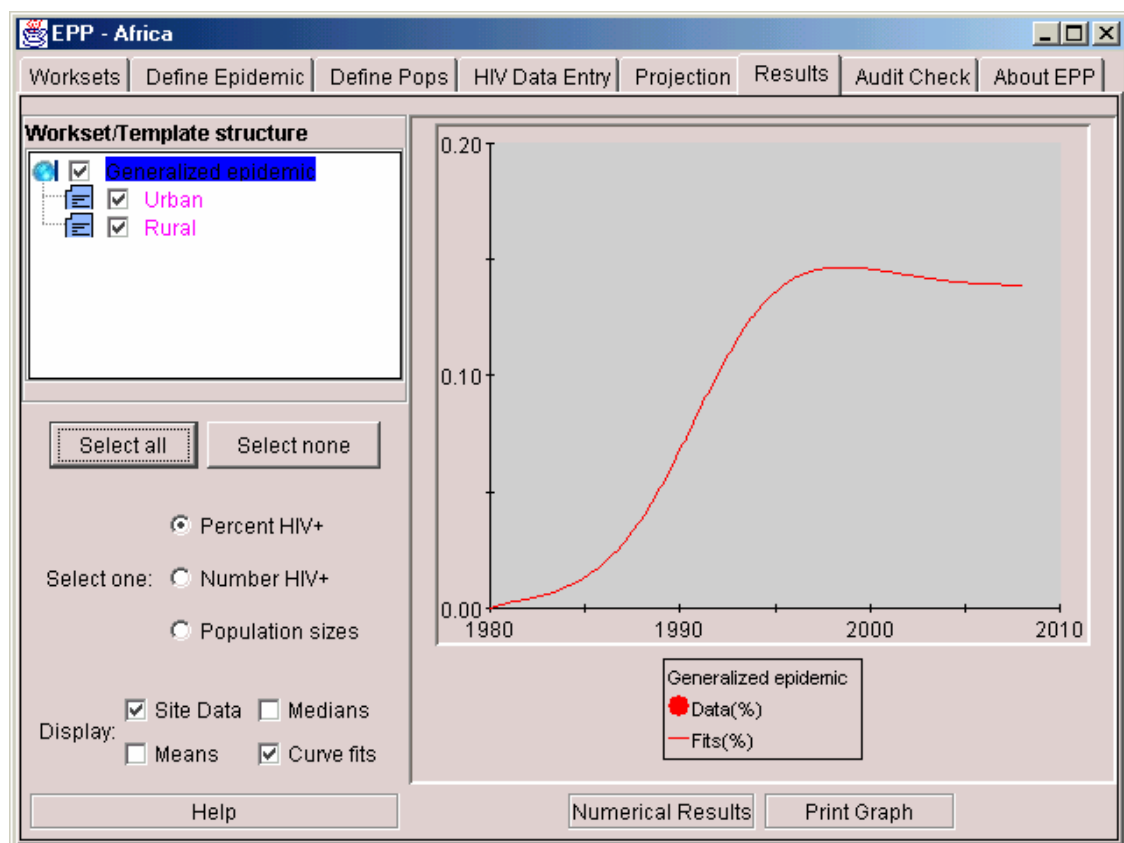 EPP - Africa
Worksets Define Epidemic Define Pops HIV Data Entry Projection Results Audit Check About EPP
Workset/Template structure
Generalized epidemic
Urban
Rural
Select all Select none
Percent HIV+
Select one: Number HIV+
Population sizes
Display: Site Data Medians
Means Curve fits
Help
0.20
0.10
0.00
1980 1990 2000 2010
Generalized epidemic
Data(%)
Fits(%)
Numerical Results Print Graph